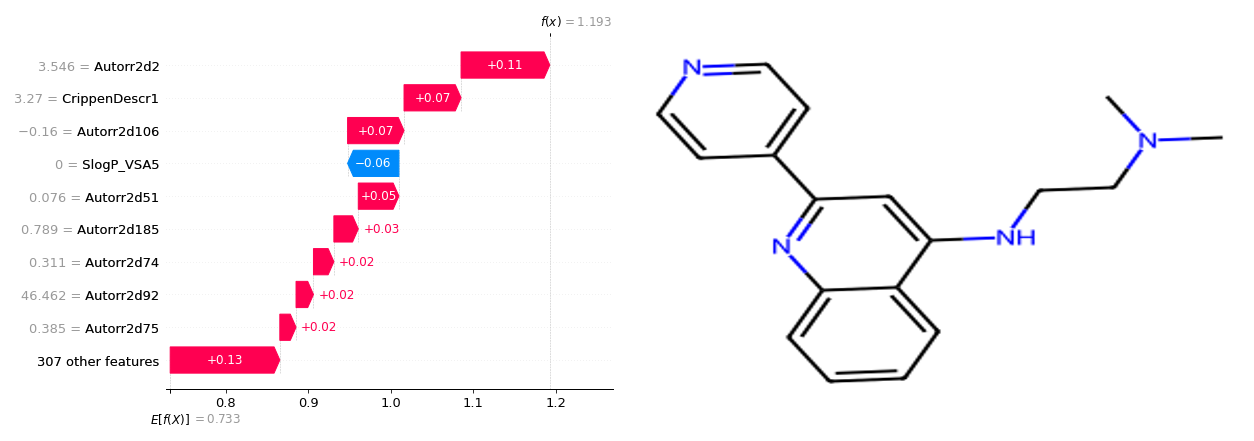 f(x) = 1.193
3.546 = Autorr2d2
+0.11
3.27 = CrippenDescr1
+0.07
−0.16 = Autorr2d106
+0.07
0 = SlogP_VSA5
−0.06
0.076 = Autorr2d51
+0.05
0.789 = Autorr2d185
+0.03
0.311 = Autorr2d74
+0.02
46.462 = Autorr2d92
+0.02
0.385 = Autorr2d75
+0.02
307 other features
+0.13
0.8 0.9 1.0 1.1 1.2
E[f(X)] = 0.733
N
N
N
NH